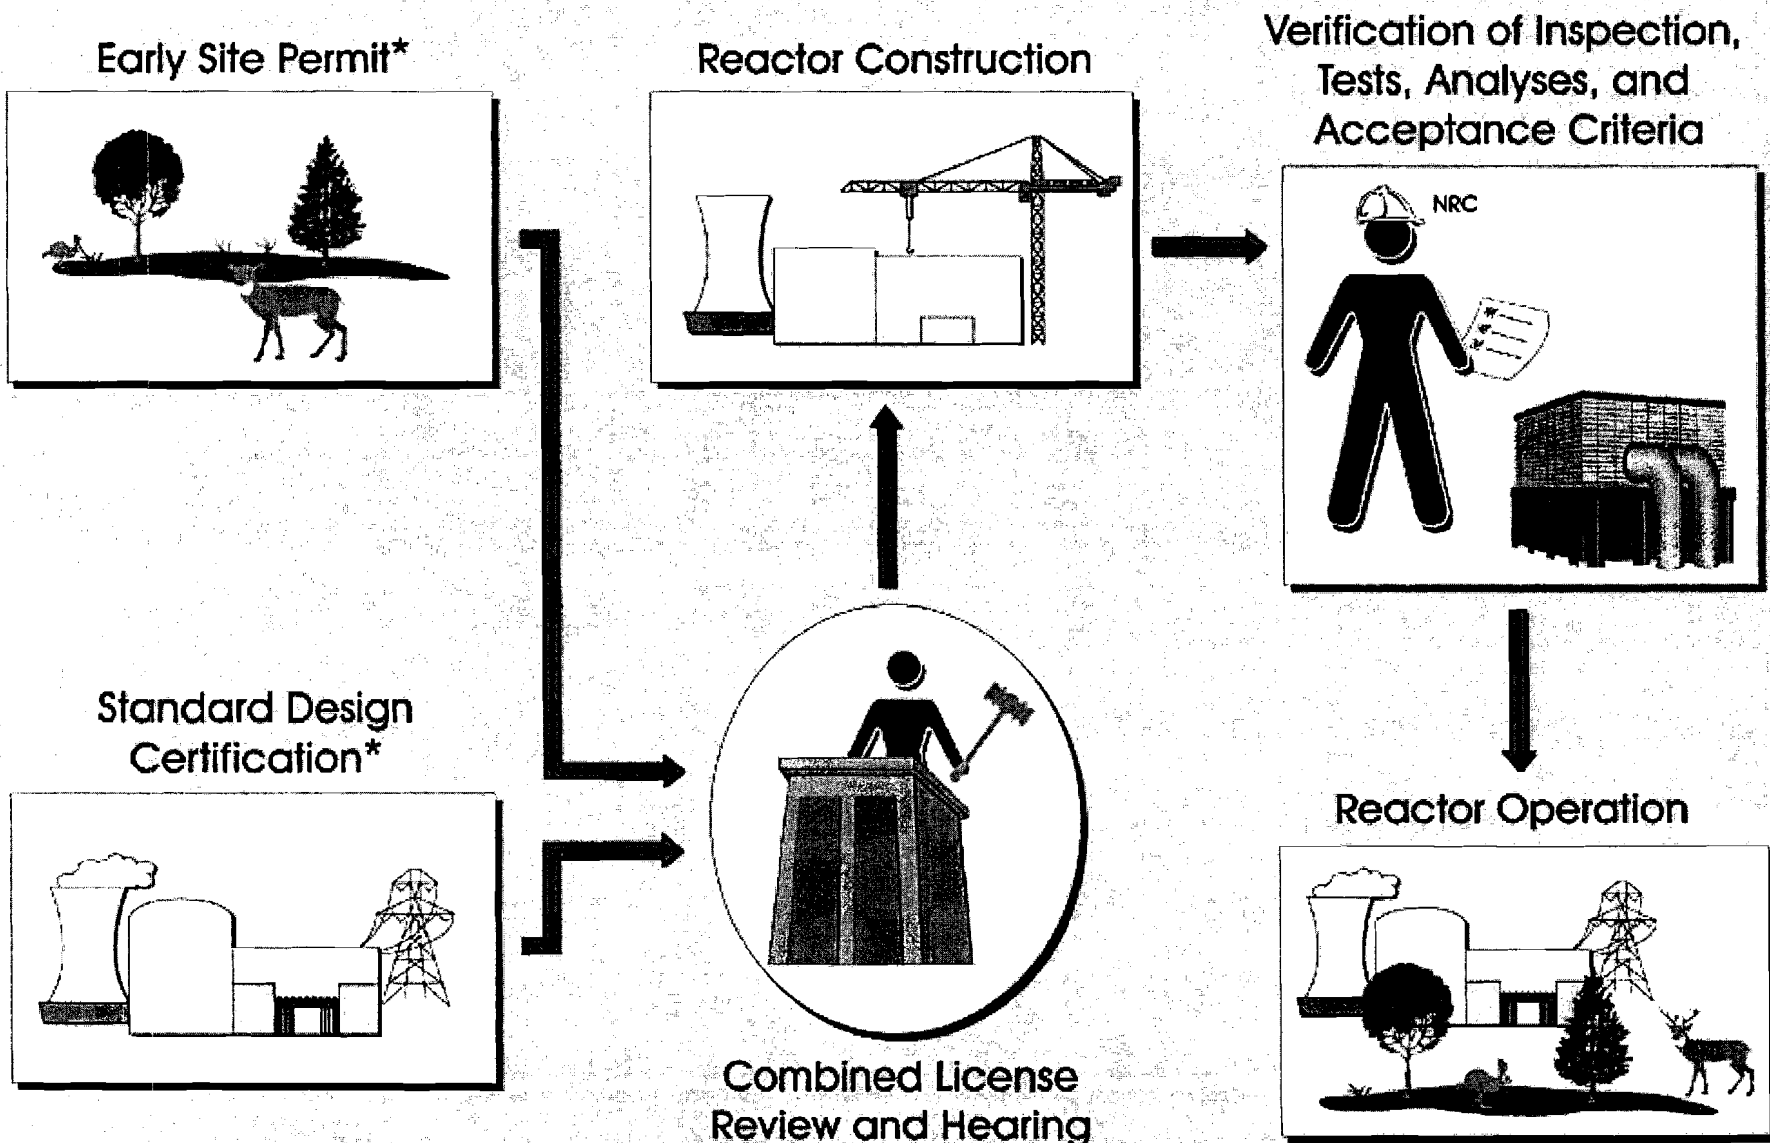 Early Site Permit*
Reactor Construction
Verification of Inspection,
Tests, Analyses, and
Acceptance Criteria
NRC
Standard Design
Certification*
Combined License
Review and Hearing
Reactor Operation